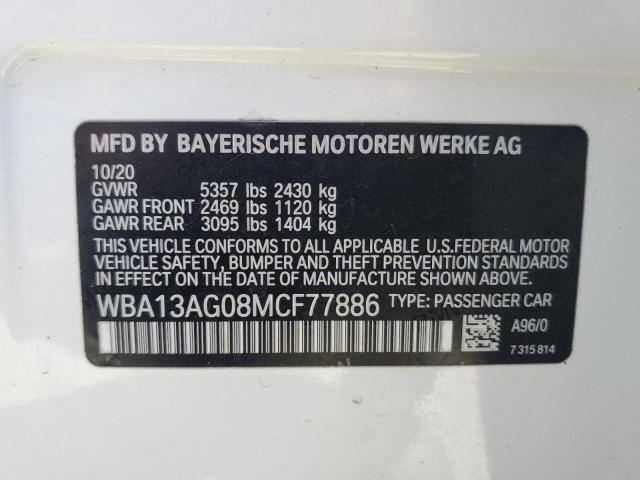 MFD BY BAYERISCHE MOTOREN WERKE AG
10/20
GVWR 5357 lbs 2430 kg
GAWR FRONT 2469 lbs 1120 kg
GAWR REAR 3095 lbs 1404 kg
THIS VEHICLE CONFORMS TO ALL APPLICABLE U.S.FEDERAL MOTOR
VEHICLE SAFETY, BUMPER AND THEFT PREVENTION STANDARDS
IN EFFECT ON THE DATE OF MANUFACTURE SHOWN ABOVE.
WBA13AG08MCF77886 TYPE: PASSENGER CAR
A96/0
7 315 814